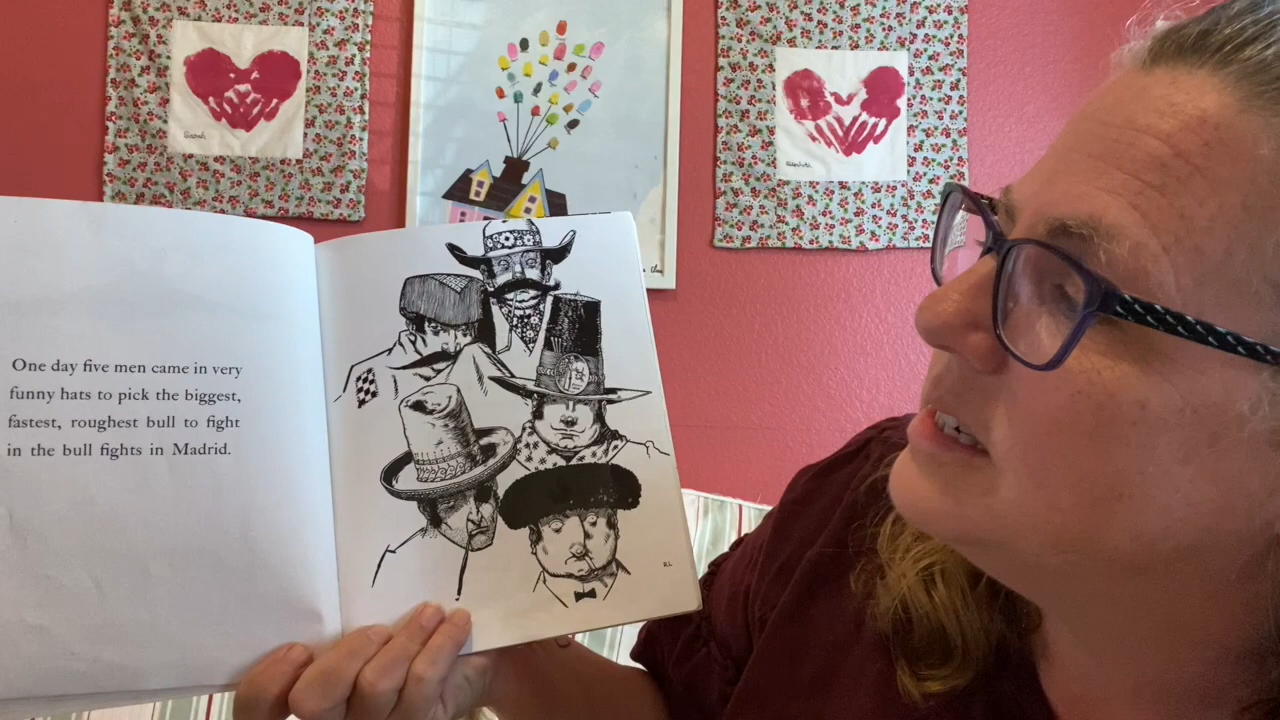 One day five men came in very
funny hats to pick the biggest,
fastest, roughest bull to fight
in the bull fights in Madrid.
R.L